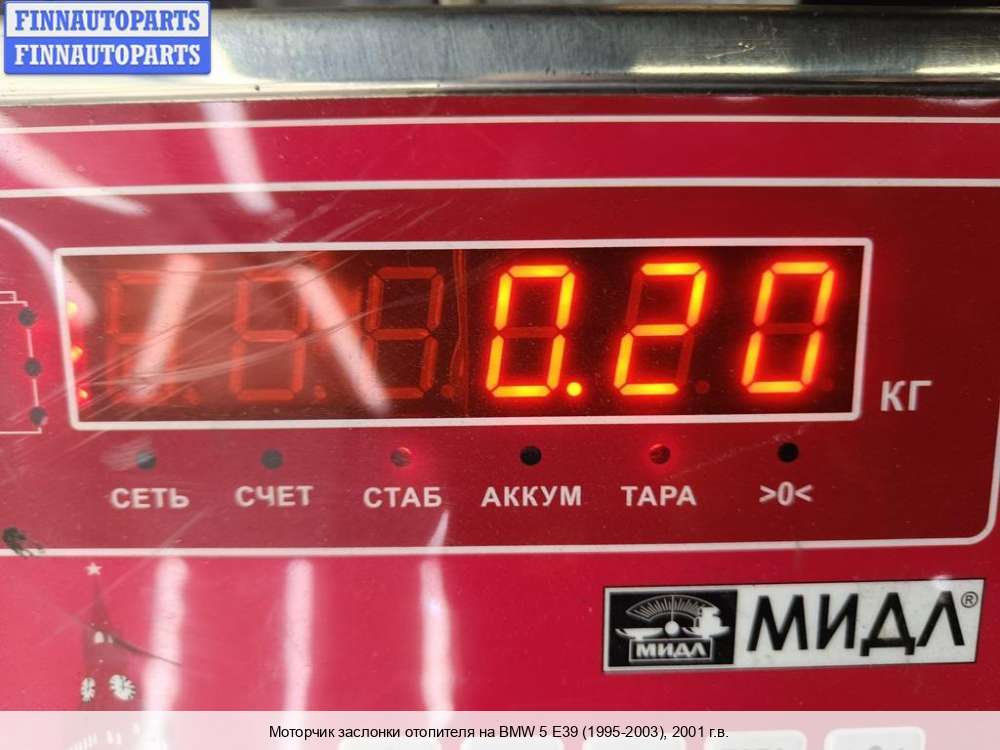 FINNAUTOPARTS
FINNAUTOPARTS
0.20
КГ
СЕТЬ СЧЕТ СТАБ АККУМ ТАРА >0<
МИДЛ МИДЛ®
Моторчик заслонки отопителя на BMW 5 E39 (1995-2003), 2001 г.в.